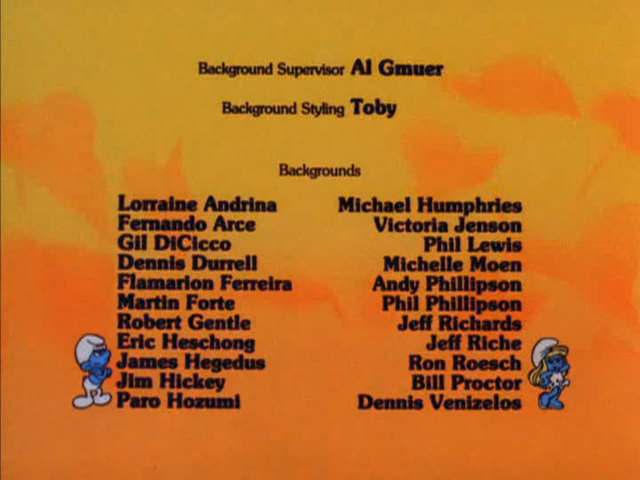 Background Supervisor Al Gmuer
Background Styling Toby
Backgrounds
Lorraine Andrina Michael Humphries
Fernando Arce Victoria Jenson
Gil DiCicco Phil Lewis
Dennis Durrell Michelle Moen
Flamarion Ferreira Andy Phillipson
Martin Forte Phil Phillipson
Robert Gentle Jeff Richards
Eric Heschong Jeff Riche
James Hegedus Ron Roesch
Jim Hickey Bill Proctor
Paro Hozumi Dennis Venizelos